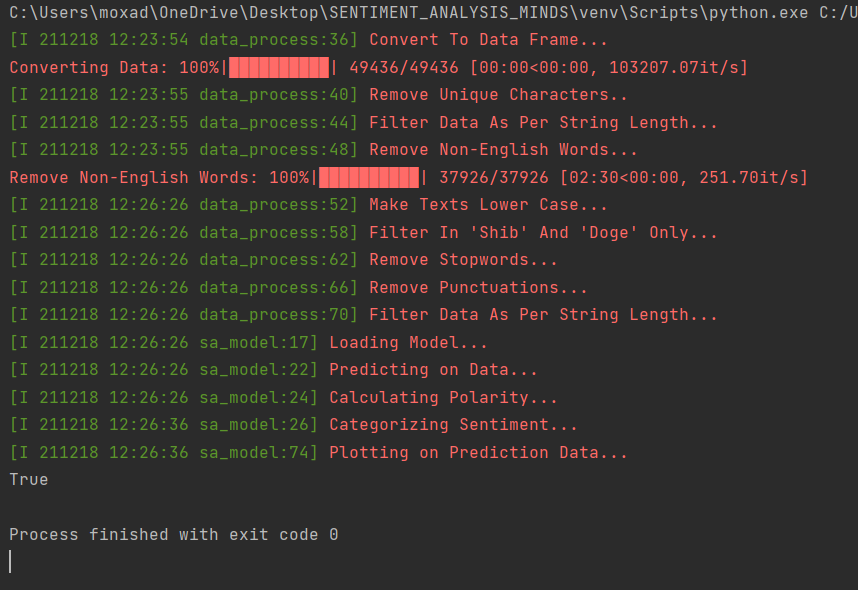 C:\Users\moxad\OneDrive\Desktop\SENTIMENT_ANALYSIS_MINDS\venv\Scripts\python.exe C:/U
[I 211218 12:23:54 data_process:36] Convert To Data Frame...
Converting Data: 100%|██████████| 49436/49436 [00:00<00:00, 103207.07it/s]
[I 211218 12:23:55 data_process:40] Remove Unique Characters..
[I 211218 12:23:55 data_process:44] Filter Data As Per String Length...
[I 211218 12:23:55 data_process:48] Remove Non-English Words...
Remove Non-English Words: 100%|██████████| 37926/37926 [02:30<00:00, 251.70it/s]
[I 211218 12:26:26 data_process:52] Make Texts Lower Case...
[I 211218 12:26:26 data_process:58] Filter In 'Shib' And 'Doge' Only...
[I 211218 12:26:26 data_process:62] Remove Stopwords...
[I 211218 12:26:26 data_process:66] Remove Punctuations...
[I 211218 12:26:26 data_process:70] Filter Data As Per String Length...
[I 211218 12:26:26 sa_model:17] Loading Model...
[I 211218 12:26:26 sa_model:22] Predicting on Data...
[I 211218 12:26:26 sa_model:24] Calculating Polarity...
[I 211218 12:26:36 sa_model:26] Categorizing Sentiment...
[I 211218 12:26:36 sa_model:74] Plotting on Prediction Data...
True
Process finished with exit code 0